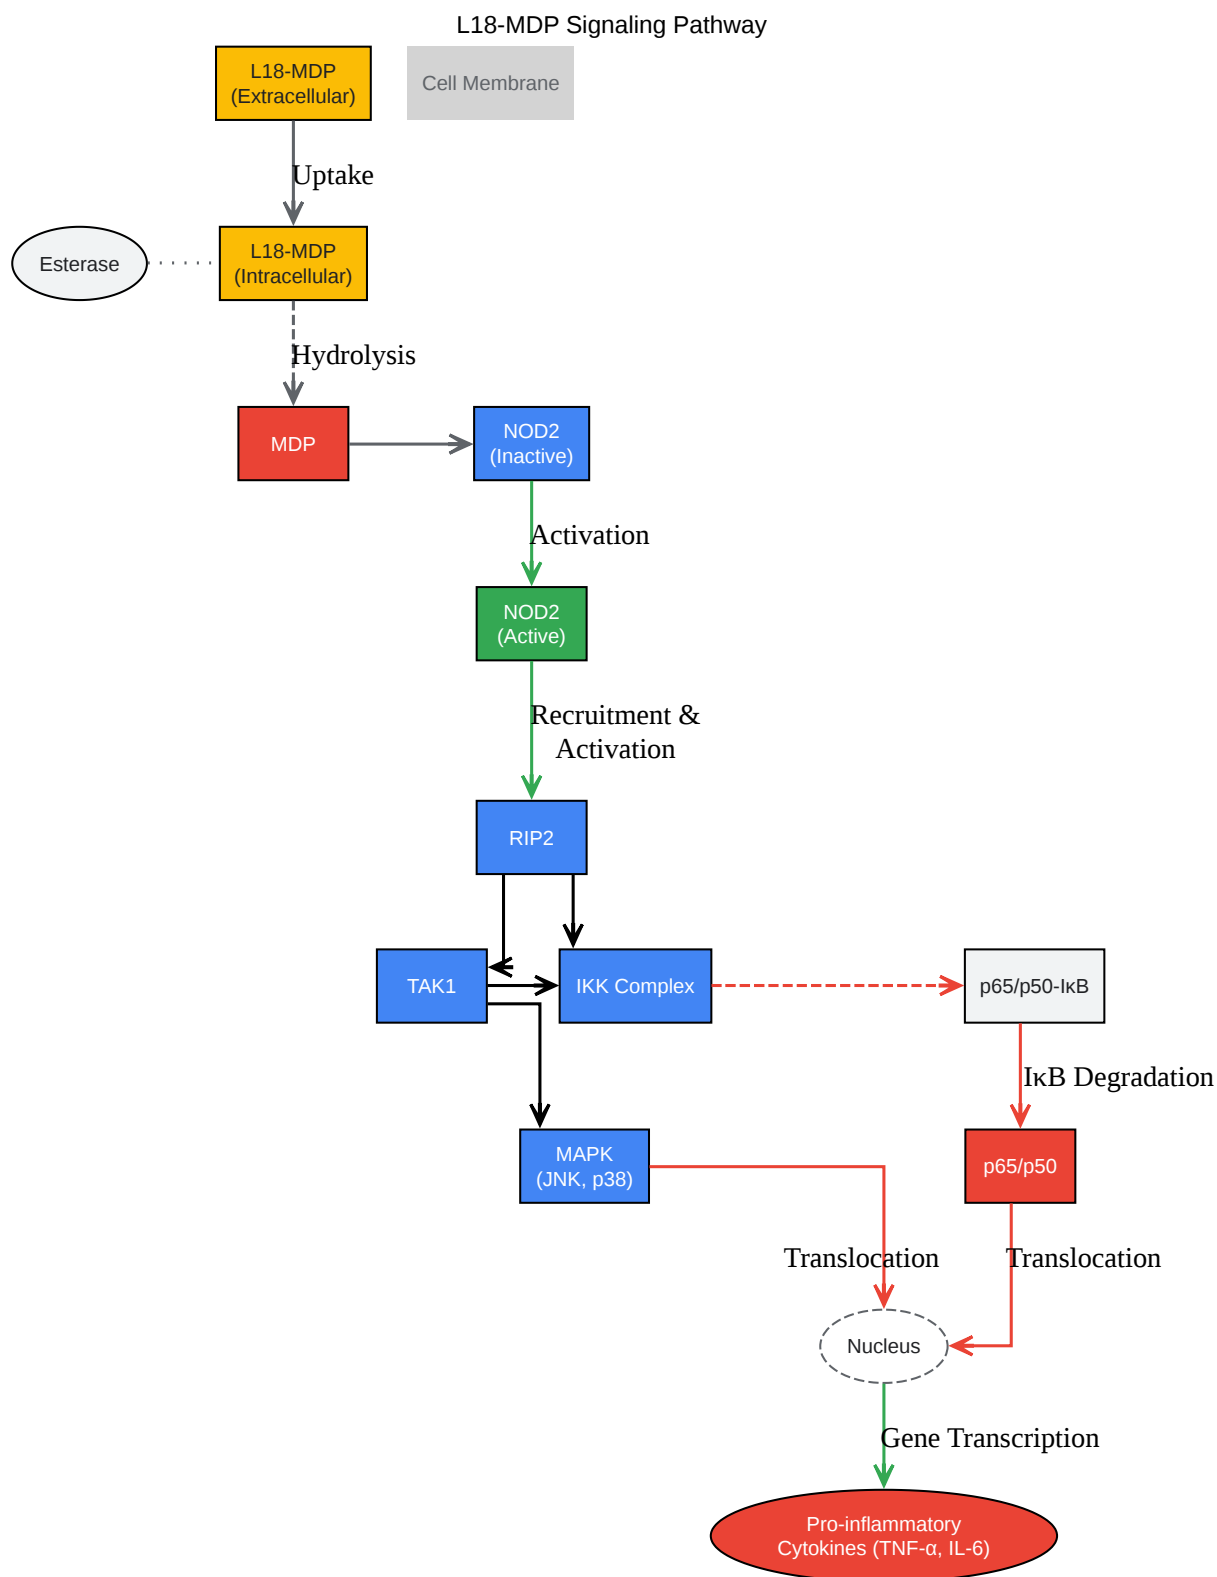 L18-MDP Signaling Pathway
L18-MDP
(Extracellular)
Cell Membrane
Uptake
Esterase
L18-MDP
(Intracellular)
Hydrolysis
MDP
NOD2
(Inactive)
Activation
NOD2
(Active)
Recruitment &
Activation
RIP2
TAK1
IKK Complex
p65/p50-IκB
IκB Degradation
MAPK
(JNK, p38)
p65/p50
Translocation
Translocation
Nucleus
Gene Transcription
Pro-inflammatory
Cytokines (TNF-α, IL-6)